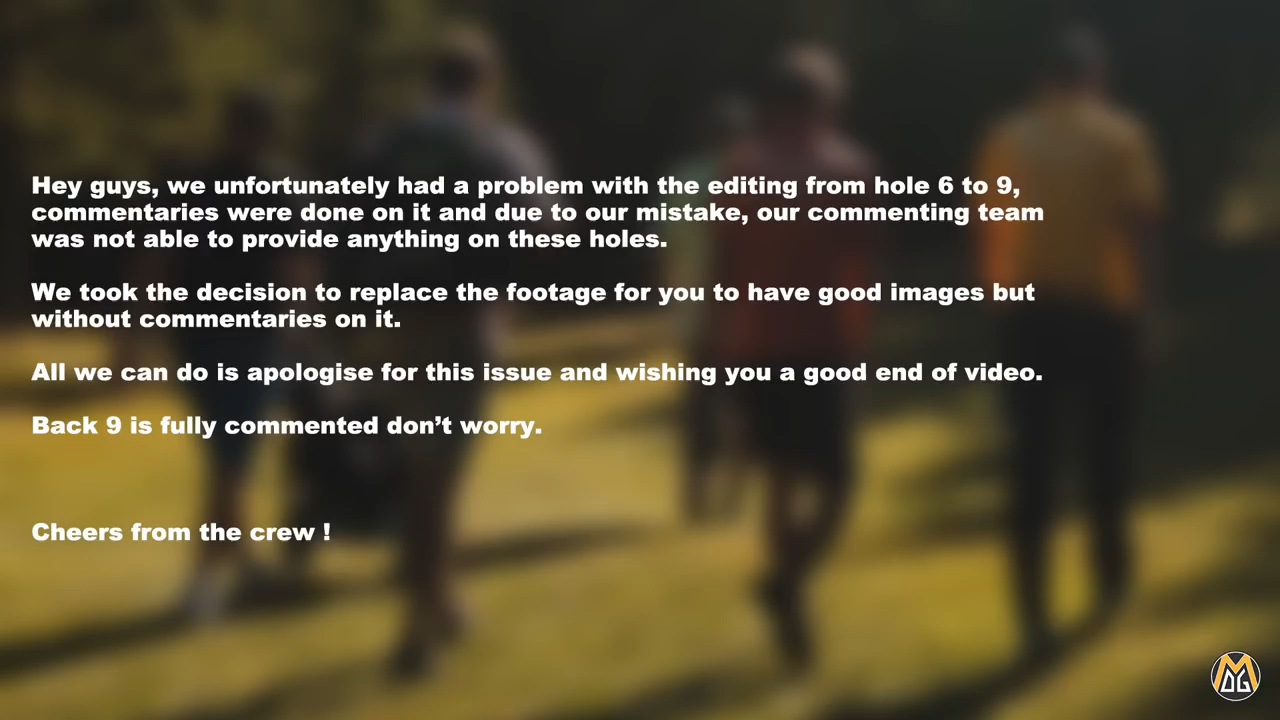 Hey guys, we unfortunately had a problem with the editing from hole 6 to 9,
commentaries were done on it and due to our mistake, our commenting team
was not able to provide anything on these holes.
We took the decision to replace the footage for you to have good images but
without commentaries on it.
All we can do is apologise for this issue and wishing you a good end of video.
Back 9 is fully commented don’t worry.
Cheers from the crew !
MDG